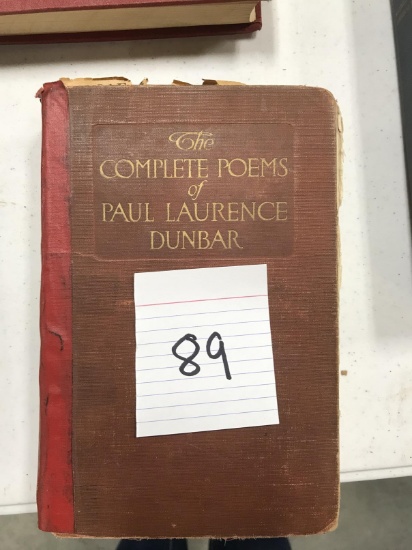 The
COMPLETE POEMS
of
PAUL LAURENCE
DUNBAR
89